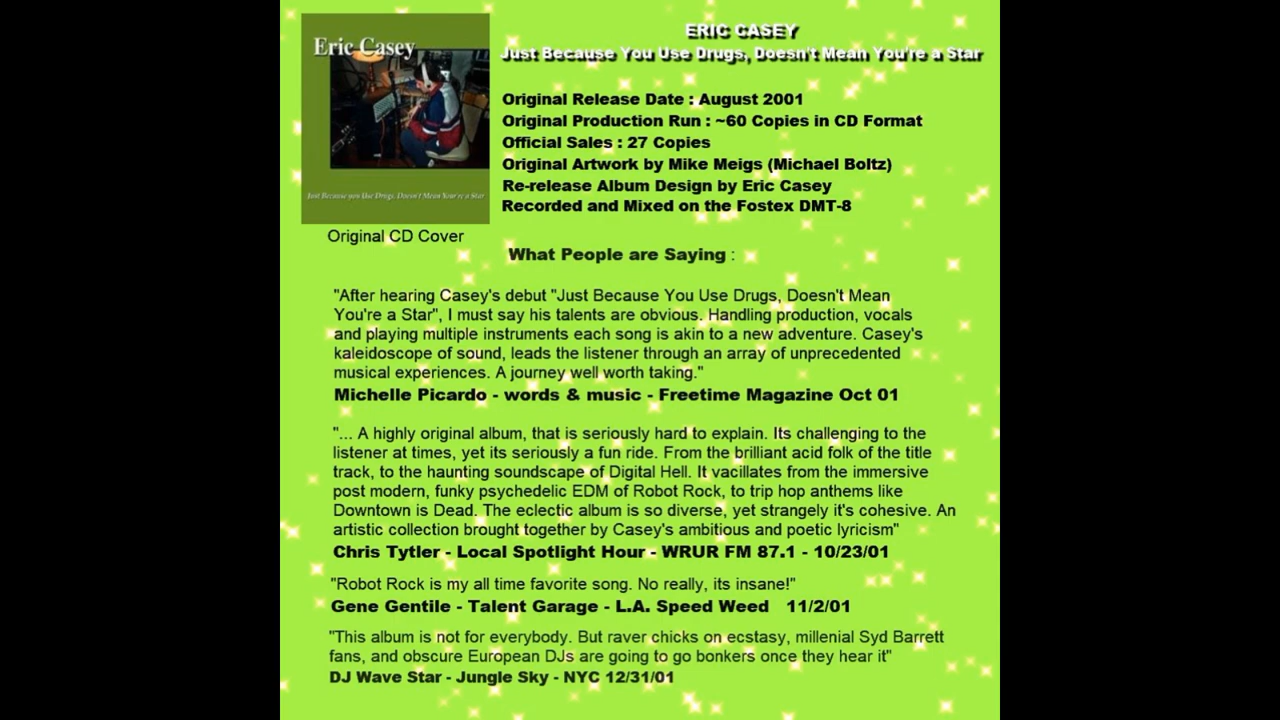 Eric Casey
Just Because you Use Drugs, Doesn't Mean Your're a Star
Original CD Cover
ERIC CASEY
Just Because You Use Drugs, Doesn't Mean You're a Star
Original Release Date : August 2001
Original Production Run : ~60 Copies in CD Format
Official Sales : 27 Copies
Original Artwork by Mike Meigs (Michael Boltz)
Re-release Album Design by Eric Casey
Recorded and Mixed on the Fostex DMT-8
What People are Saying :
"After hearing Casey's debut "Just Because You Use Drugs, Doesn't Mean
You're a Star", I must say his talents are obvious. Handling production, vocals
and playing multiple instruments each song is akin to a new adventure. Casey's
kaleidoscope of sound, leads the listener through an array of unprecedented
musical experiences. A journey well worth taking."
Michelle Picardo - words & music - Freetime Magazine Oct 01
"... A highly original album, that is seriously hard to explain. Its challenging to the
listener at times, yet its seriously a fun ride. From the brilliant acid folk of the title
track, to the haunting soundscape of Digital Hell. It vacillates from the immersive
post modern, funky psychedelic EDM of Robot Rock, to trip hop anthems like
Downtown is Dead. The eclectic album is so diverse, yet strangely it's cohesive. An
artistic collection brought together by Casey's ambitious and poetic lyricism"
Chris Tytler - Local Spotlight Hour - WRUR FM 87.1 - 10/23/01
"Robot Rock is my all time favorite song. No really, its insane!"
Gene Gentile - Talent Garage - L.A. Speed Weed 11/2/01
"This album is not for everybody. But raver chicks on ecstasy, millenial Syd Barrett
fans, and obscure European DJs are going to go bonkers once they hear it"
DJ Wave Star - Jungle Sky - NYC 12/31/01